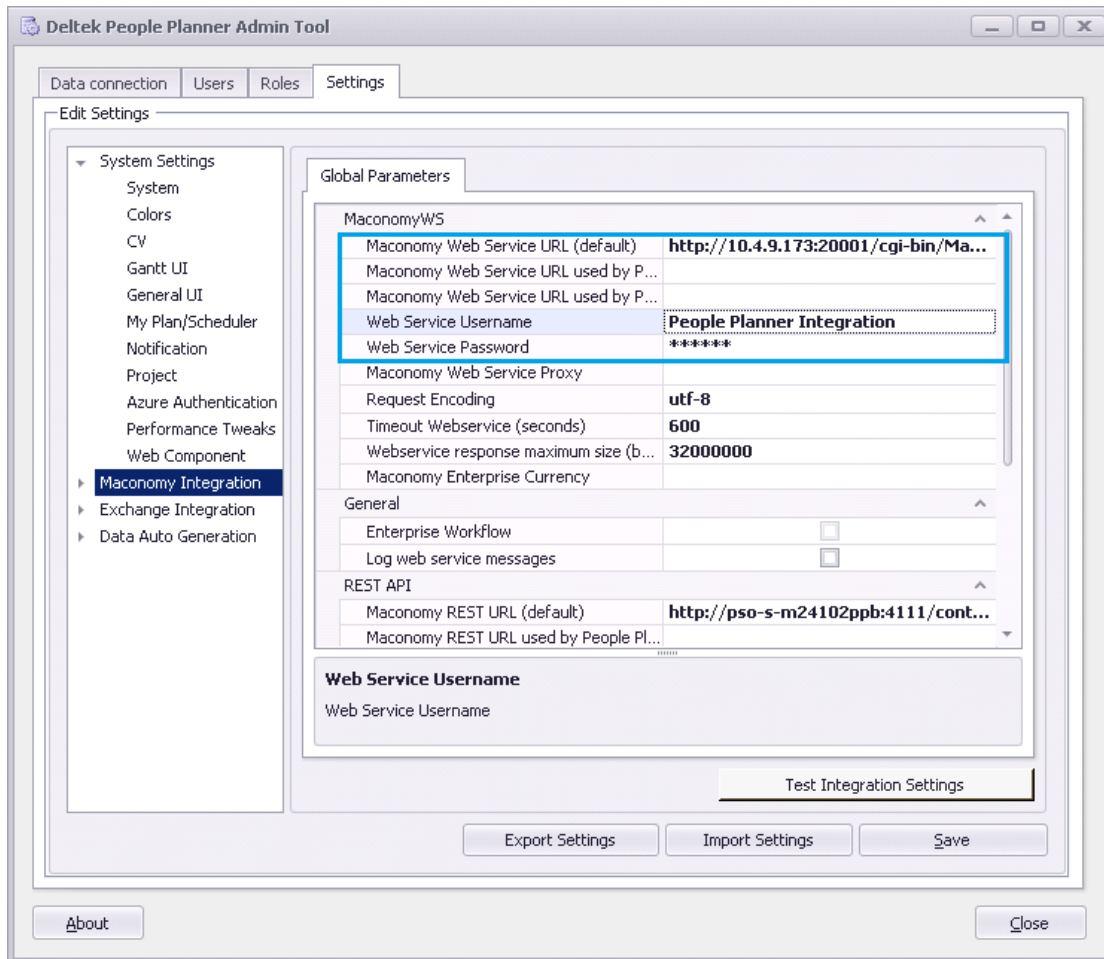 Deltek People Planner Admin Tool
Data connection Users Roles Settings
Edit Settings
System Settings
System
Colors
CV
Gantt UI
General UI
My Plan/Scheduler
Notification
Project
Azure Authentication
Performance Tweaks
Web Component
Maconomy Integration
Exchange Integration
Data Auto Generation
Global Parameters
MaconomyWS
Maconomy Web Service URL (default) http://10.4.9.173:20001/cgi-bin/Ma...
Maconomy Web Service URL used by P...
Maconomy Web Service URL used by P...
Web Service Username People Planner Integration
Web Service Password ******
Maconomy Web Service Proxy
Request Encoding utf-8
Timeout Webservice (seconds) 600
Webservice response maximum size (b... 32000000
Maconomy Enterprise Currency
General
Enterprise Workflow
Log web service messages
REST API
Maconomy REST URL (default) http://pso-s-m24102ppb:4111/cont...
Maconomy REST URL used by People Pl...
Web Service Username
Web Service Username
Test Integration Settings
Export Settings Import Settings Save
About Close